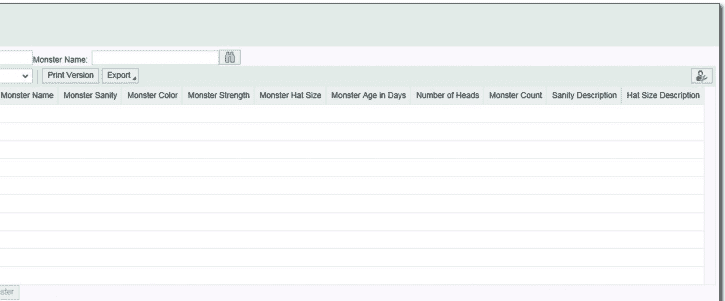 Monster Name:
Print Version Export
Monster Name Monster Sanity Monster Color Monster Strength Monster Hat Size Monster Age in Days Number of Heads Monster Count Sanity Description Hat Size Description
ster